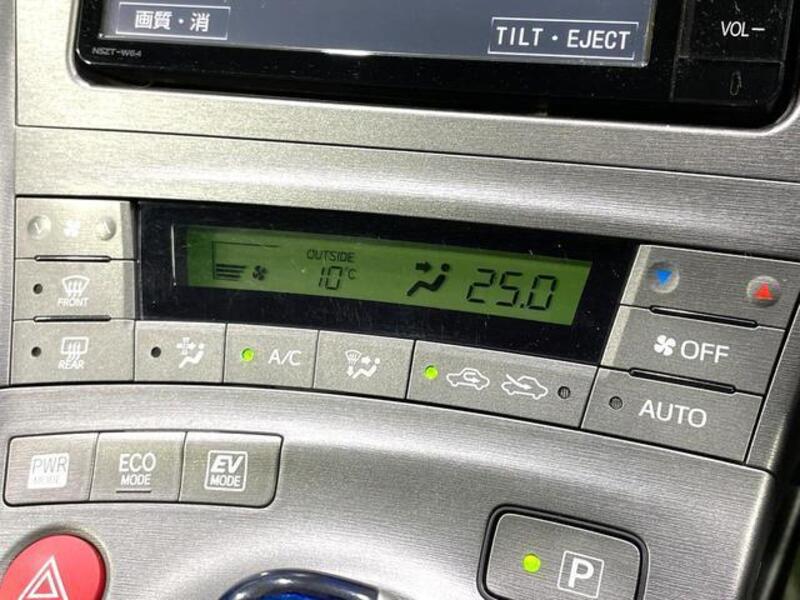 画質・消
TILT・EJECT
VOL−
NSZT-W64
OUTSIDE
10°C
25.0
FRONT
REAR
A/C
OFF
AUTO
PWR MODE
ECO MODE
EV MODE
P